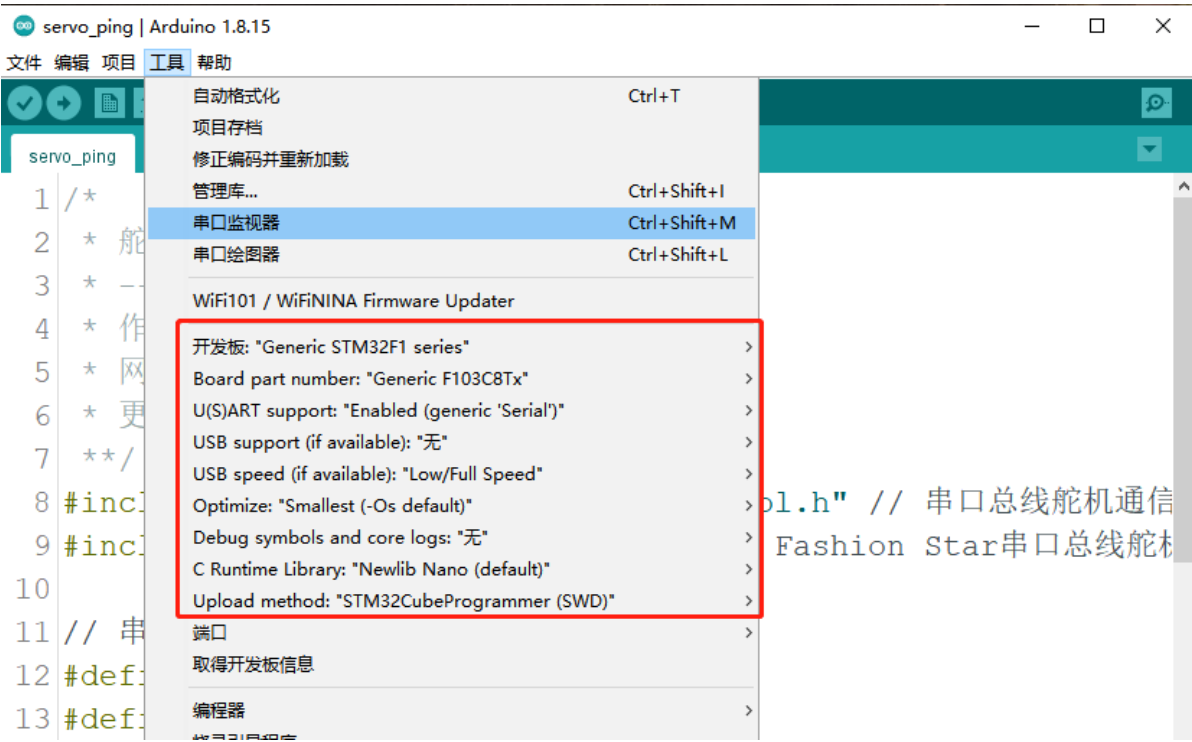 servo_ping | Arduino 1.8.15
文件 编辑 项目 工具 帮助
自动格式化 Ctrl+T
项目存档
修正编码并重新加载
管理库... Ctrl+Shift+I
串口监视器 Ctrl+Shift+M
串口绘图器 Ctrl+Shift+L
WiFi101 / WiFiNINA Firmware Updater
开发板: "Generic STM32F1 series"
Board part number: "Generic F103C8Tx"
U(S)ART support: "Enabled (generic 'Serial')"
USB support (if available): "无"
USB speed (if available): "Low/Full Speed"
Optimize: "Smallest (-Os default)"
Debug symbols and core logs: "无"
C Runtime Library: "Newlib Nano (default)"
Upload method: "STM32CubeProgrammer (SWD)"
端口
取得开发板信息
编程器
servo_ping
1 /*
2 * 舵
3 * --
4 * 作
5 * 网
6 * 更
7 **/
8 #incl ol.h" // 串口总线舵机通信
9 #incl Fashion Star串口总线舵机
10
11 // 串
12 #defi
13 #defi